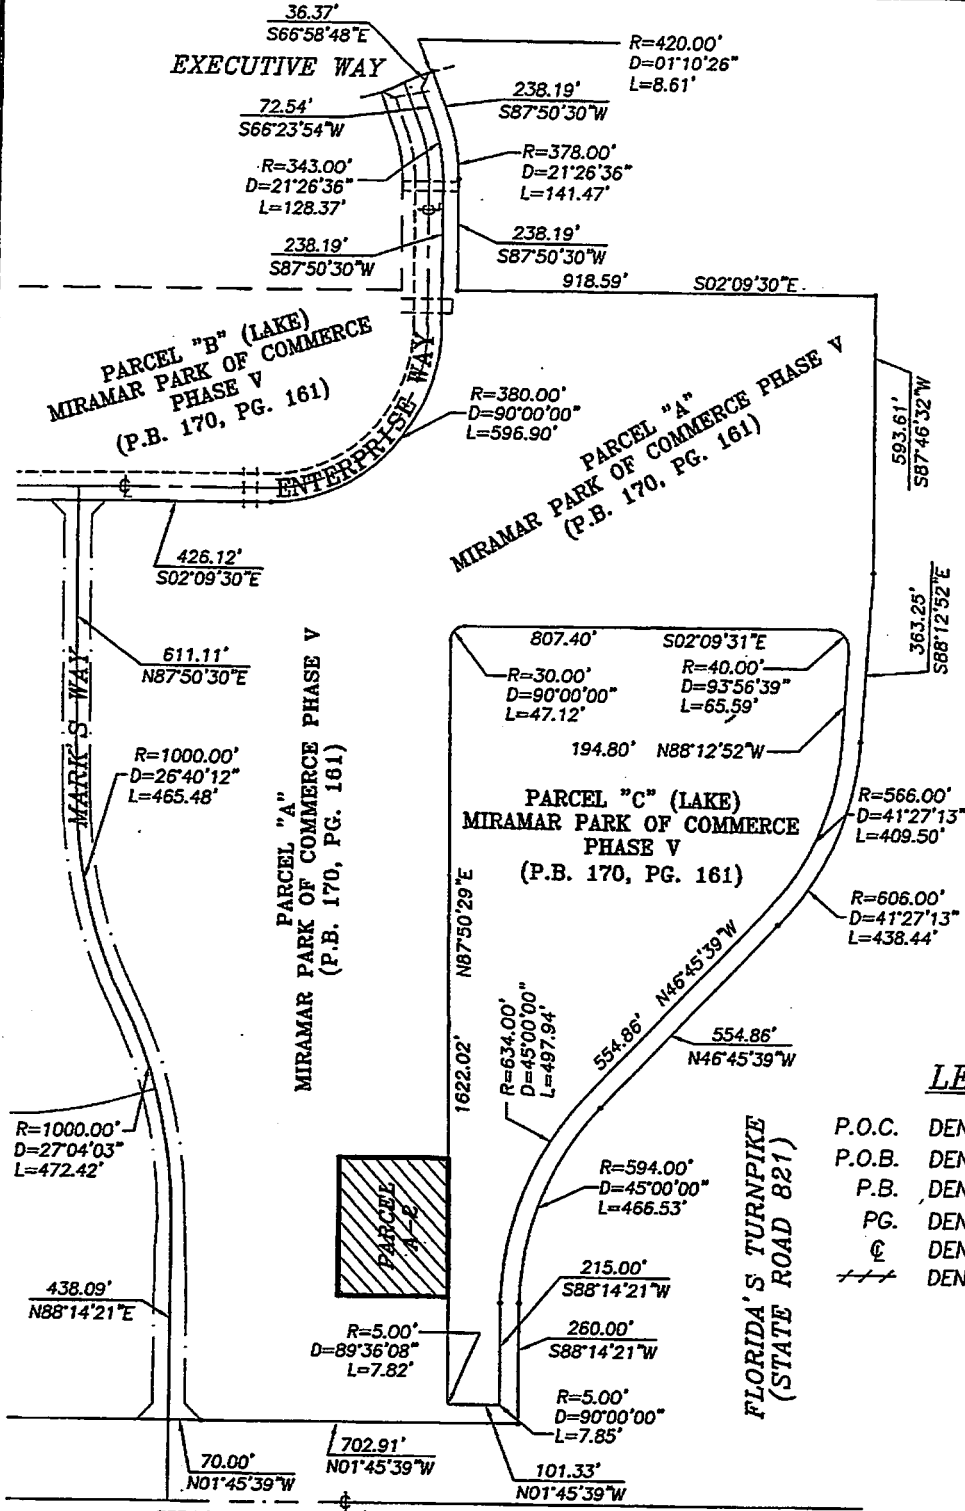 36.37'
S66°58'48"E
EXECUTIVE WAY
R=420.00'
D=01°10'26"
L=8.61'
72.54'
S66°23'54"W
238.19'
S87°50'30"W
R=343.00'
D=21°26'36"
L=128.37'
R=378.00'
D=21°26'36"
L=141.47'
238.19'
S87°50'30"W
238.19'
S87°50'30"W
918.59' S02°09'30"E
PARCEL "B" (LAKE)
MIRAMAR PARK OF COMMERCE
PHASE V
(P.B. 170, PG. 161)
ENTERPRISE WAY
R=380.00'
D=90°00'00"
L=596.90'
PARCEL "A"
MIRAMAR PARK OF COMMERCE PHASE V
(P.B. 170, PG. 161)
593.61'
S87°46'32"W
℄
426.12'
S02°09'30"E
363.25'
S88°12'52"E
611.11'
N87°50'30"E
MARK'S WAY
807.40' S02°09'31"E
R=30.00'
D=90°00'00"
L=47.12'
R=40.00'
D=93°56'39"
L=65.59'
194.80' N88°12'52"W
R=1000.00'
D=26°40'12"
L=465.48'
PARCEL "A"
MIRAMAR PARK OF COMMERCE PHASE V
(P.B. 170, PG. 161)
PARCEL "C" (LAKE)
MIRAMAR PARK OF COMMERCE
PHASE V
(P.B. 170, PG. 161)
R=566.00'
D=41°27'13"
L=409.50'
R=606.00'
D=41°27'13"
L=438.44'
1622.02' N87°50'29"E
554.86' N46°45'39"W
R=634.00'
D=45°00'00"
L=497.94'
554.86'
N46°45'39"W
R=1000.00'
D=27°04'03"
L=472.42'
PARCEL
A-2
R=594.00'
D=45°00'00"
L=466.53'
FLORIDA'S TURNPIKE
(STATE ROAD 821)
LE
P.O.C. DEN
P.O.B. DEN
P.B. DEN
PG. DEN
℄ DEN
DEN
438.09'
N88°14'21"E
215.00'
S88°14'21"W
R=5.00'
D=89°36'08"
L=7.82'
260.00'
S88°14'21"W
R=5.00'
D=90°00'00"
L=7.85'
70.00'
N01°45'39"W
702.91'
N01°45'39"W
101.33'
N01°45'39"W
℄